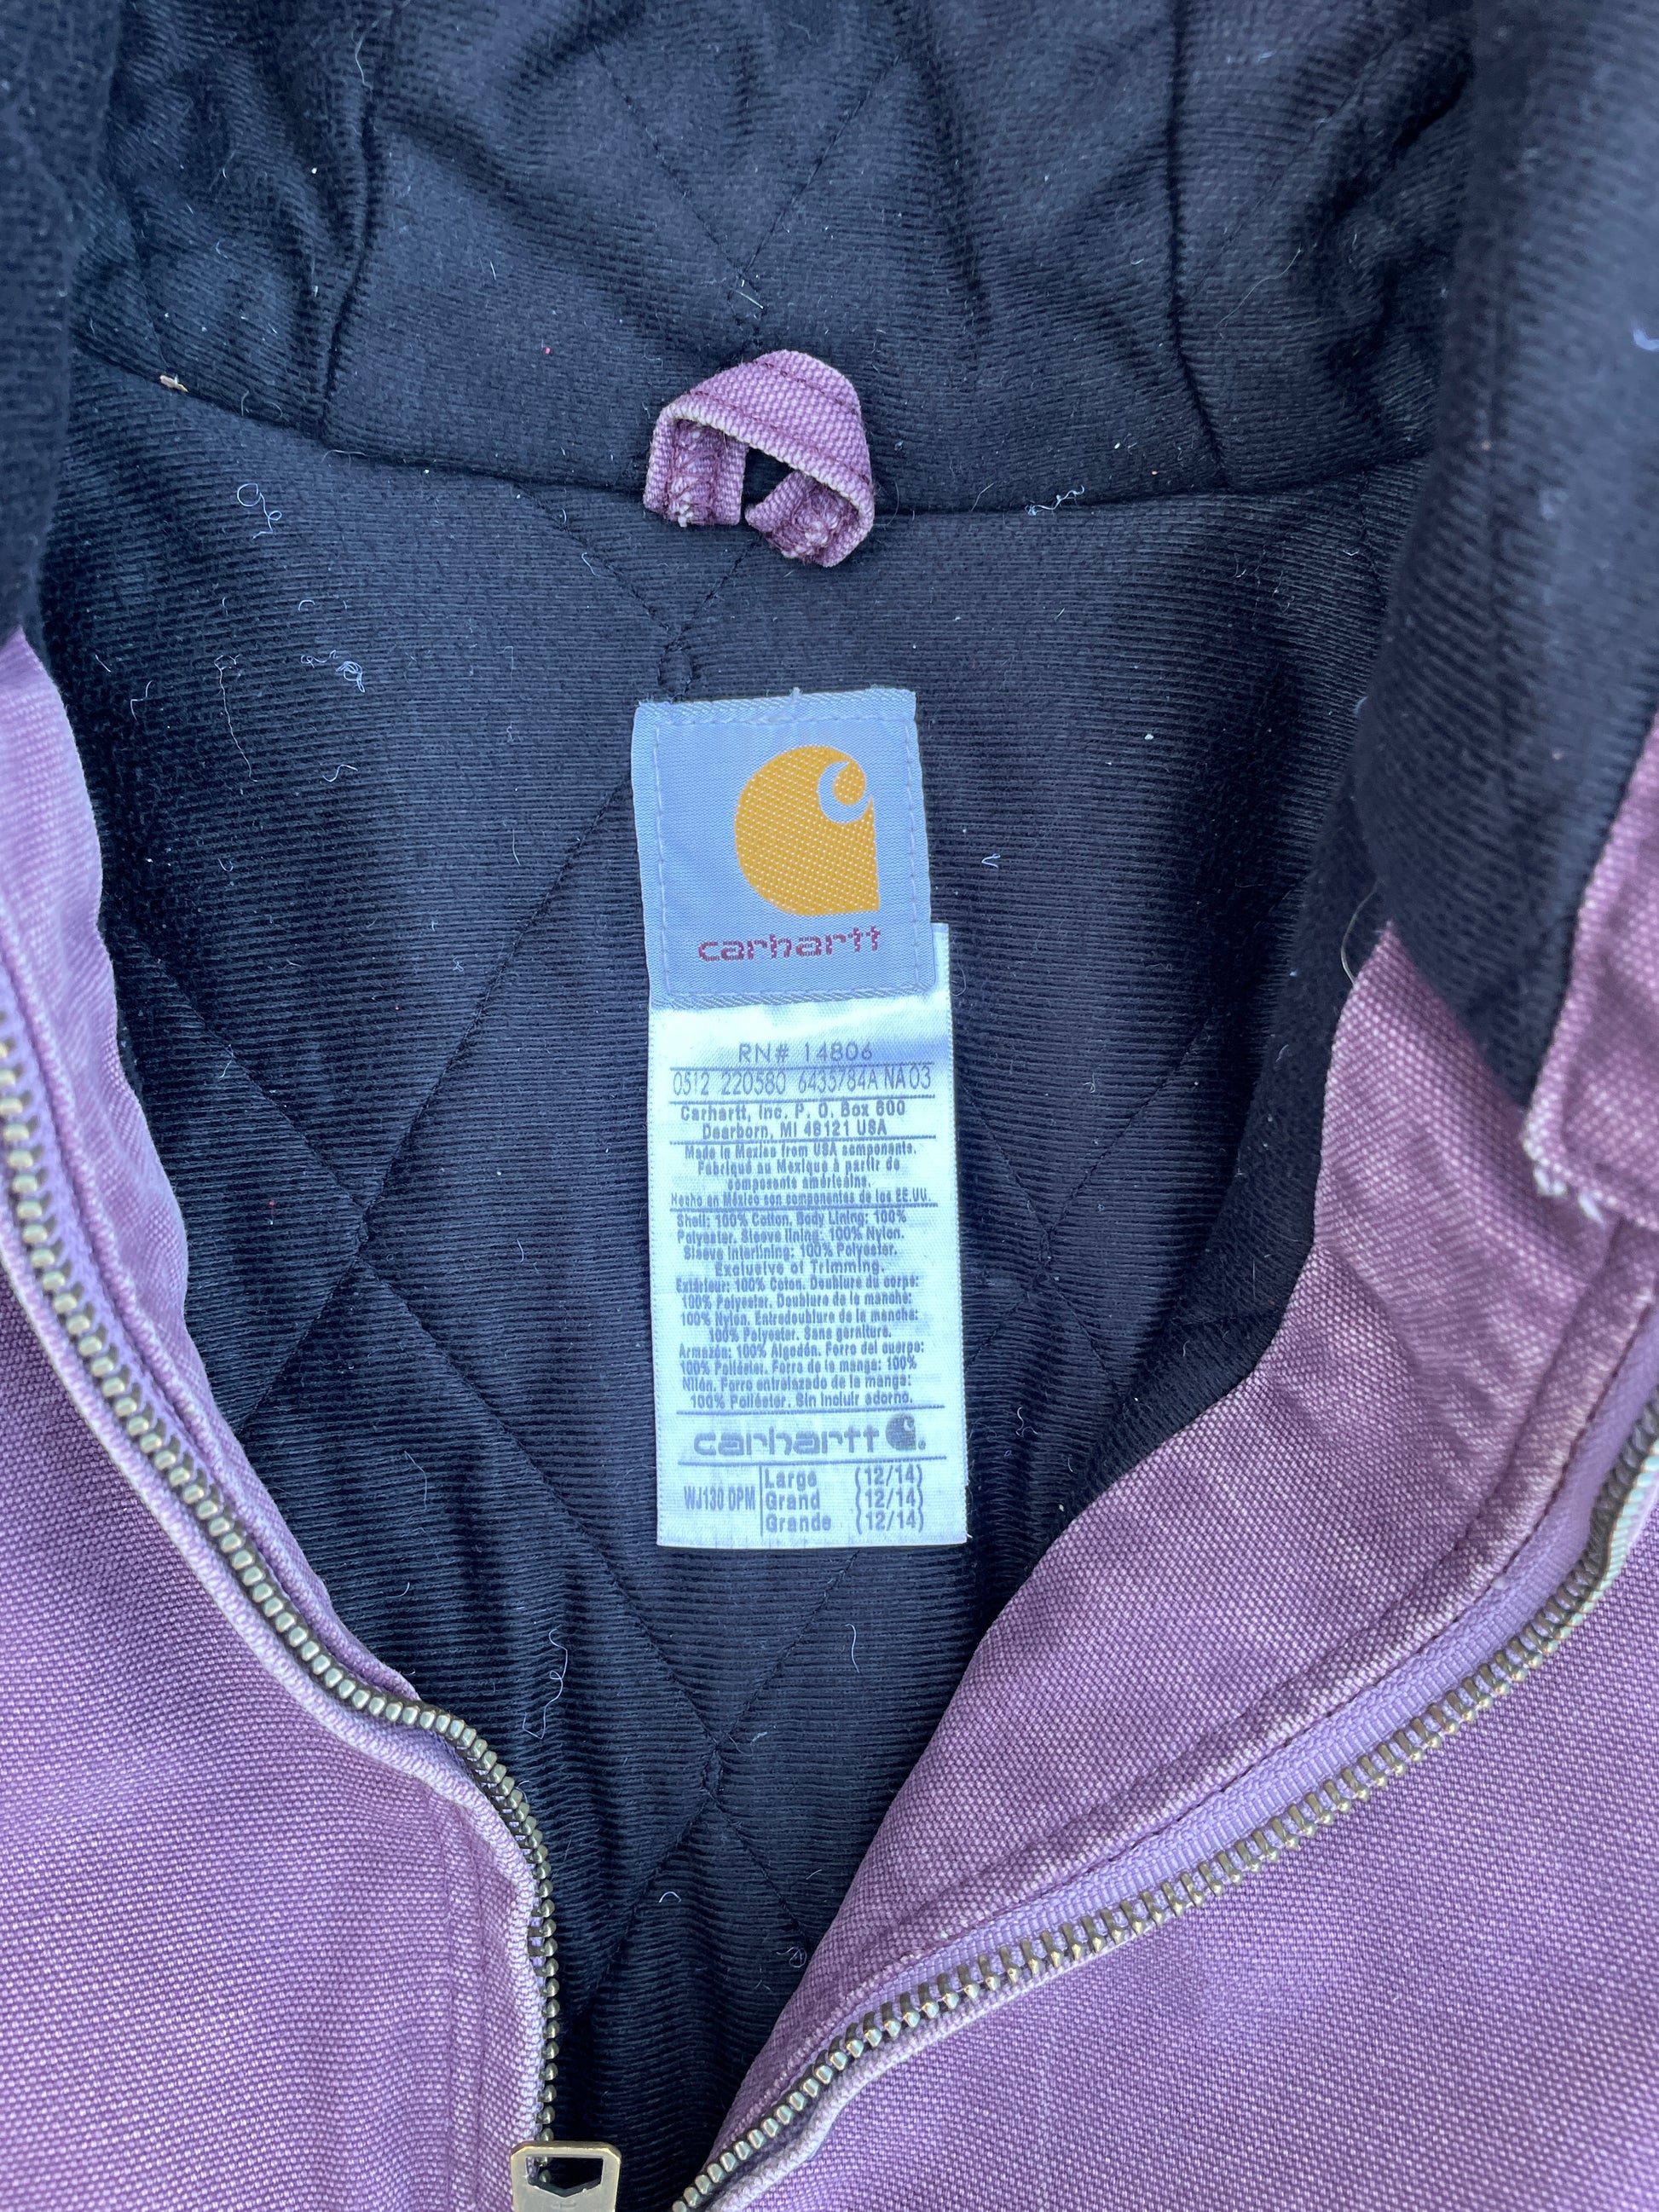 carhartt
RN# 14806
0512 220580 6435784A NA03
Carhartt, Inc. P. O. Box 600
Dearborn, MI 48121 USA
Made in Mexico from USA components.
Fabriqué au Mexique à partir de
composants américains.
Hecho en México con componentes de los EE.UU.
Shell: 100% Cotton. Body Lining: 100%
Polyester. Sleeve lining: 100% Nylon.
Sleeve Interlining: 100% Polyester.
Exclusive of Trimming.
Extérieur: 100% Coton. Doublure du corps:
100% Polyester. Doublure de la manche:
100% Nylon. Entredoublure de la manche:
100% Polyester. Sans garniture.
Armazón: 100% Algodón. Forro del cuerpo:
100% Poliéster. Forro de la manga: 100%
Nilón. Forro entrelazado de la manga:
100% Poliéster. Sin incluir adorno.
carhartt
WJ130 DPM Large (12/14)
Grand (12/14)
Grande (12/14)